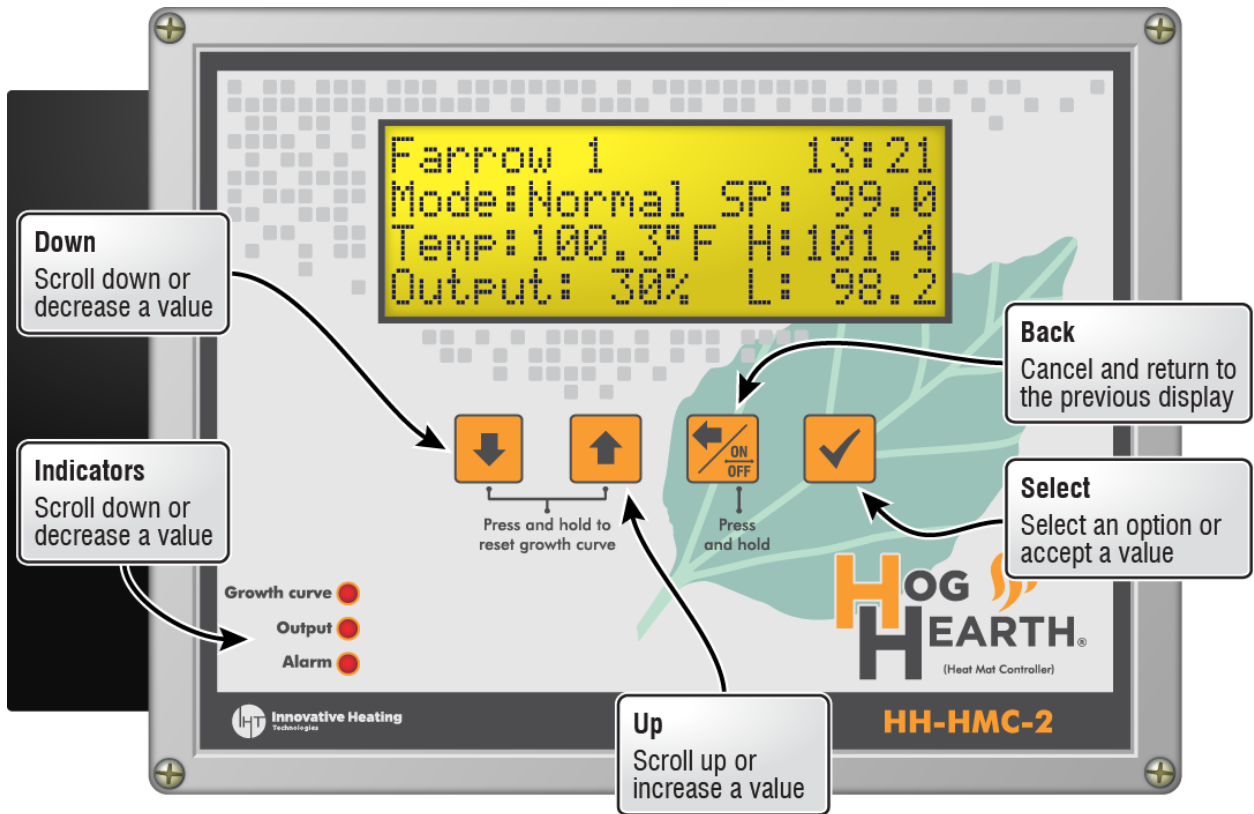 Farrow 1 13:21
Mode:Normal SP: 99.0
Temp:100.3°F H:101.4
Output: 30% L: 98.2
Down
Scroll down or
decrease a value
Back
Cancel and return to
the previous display
Indicators
Scroll down or
decrease a value
ON
OFF
Press and hold to
reset growth curve
Press
and hold
Select
Select an option or
accept a value
Growth curve
Output
Alarm
HOG
HEARTH®
(Heat Mat Controller)
IHT Innovative Heating
Technologies
HH-HMC-2
Up
Scroll up or
increase a value